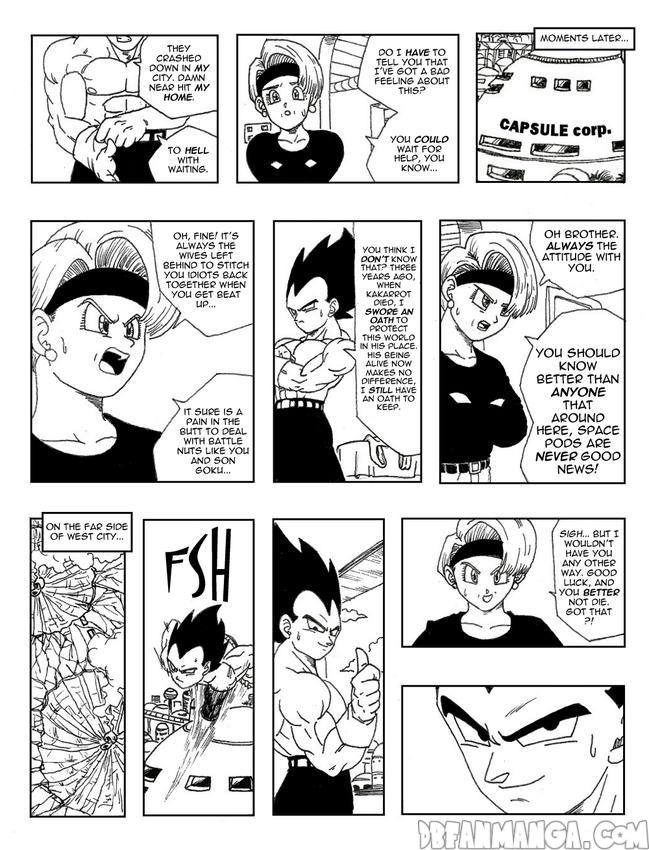 MOMENTS LATER...
CAPSULE corp.
DO I HAVE TO
TELL YOU THAT
I'VE GOT A BAD
FEELING ABOUT
THIS?
YOU COULD
WAIT FOR
HELP, YOU
KNOW...
THEY
CRASHED
DOWN IN MY
CITY. DAMN
NEAR HIT MY
HOME.
TO HELL
WITH
WAITING.
OH BROTHER.
ALWAYS THE
ATTITUDE WITH
YOU.
YOU SHOULD
KNOW
BETTER THAN
ANYONE
THAT
AROUND
HERE, SPACE
PODS ARE
NEVER GOOD
NEWS!
YOU THINK
I DON'T
KNOW
THAT? THREE
YEARS AGO,
WHEN
KAKARROT
DIED, I
SWORE AN
OATH TO
PROTECT
THIS WORLD
IN HIS PLACE.
HIS BEING
ALIVE NOW
MAKES NO
DIFFERENCE,
I STILL HAVE
AN OATH TO
KEEP.
OH, FINE! IT'S
ALWAYS THE
WIVES LEFT
BEHIND TO STITCH
YOU IDIOTS BACK
TOGETHER WHEN
YOU GET BEAT
UP...
IT SURE IS A
PAIN IN THE
BUTT TO DEAL
WITH BATTLE
NUTS LIKE YOU
AND SON
GOKU...
SIGH... BUT I
WOULDN'T
HAVE YOU
ANY OTHER
WAY. GOOD
LUCK, AND
YOU BETTER
NOT DIE.
GOT THAT
?!
FSH
ON THE FAR SIDE
OF WEST CITY...
DBFANMANGA.COM